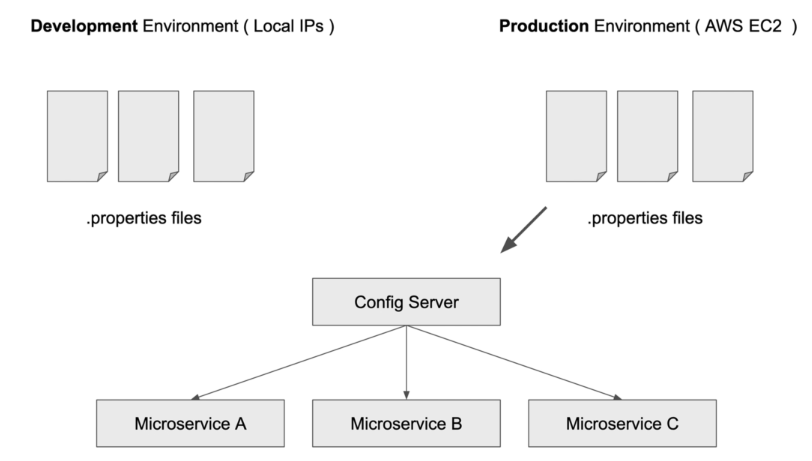 Development Environment ( Local IPs )
Production Environment ( AWS EC2 )
.properties files
.properties files
Config Server
Microservice A
Microservice B
Microservice C